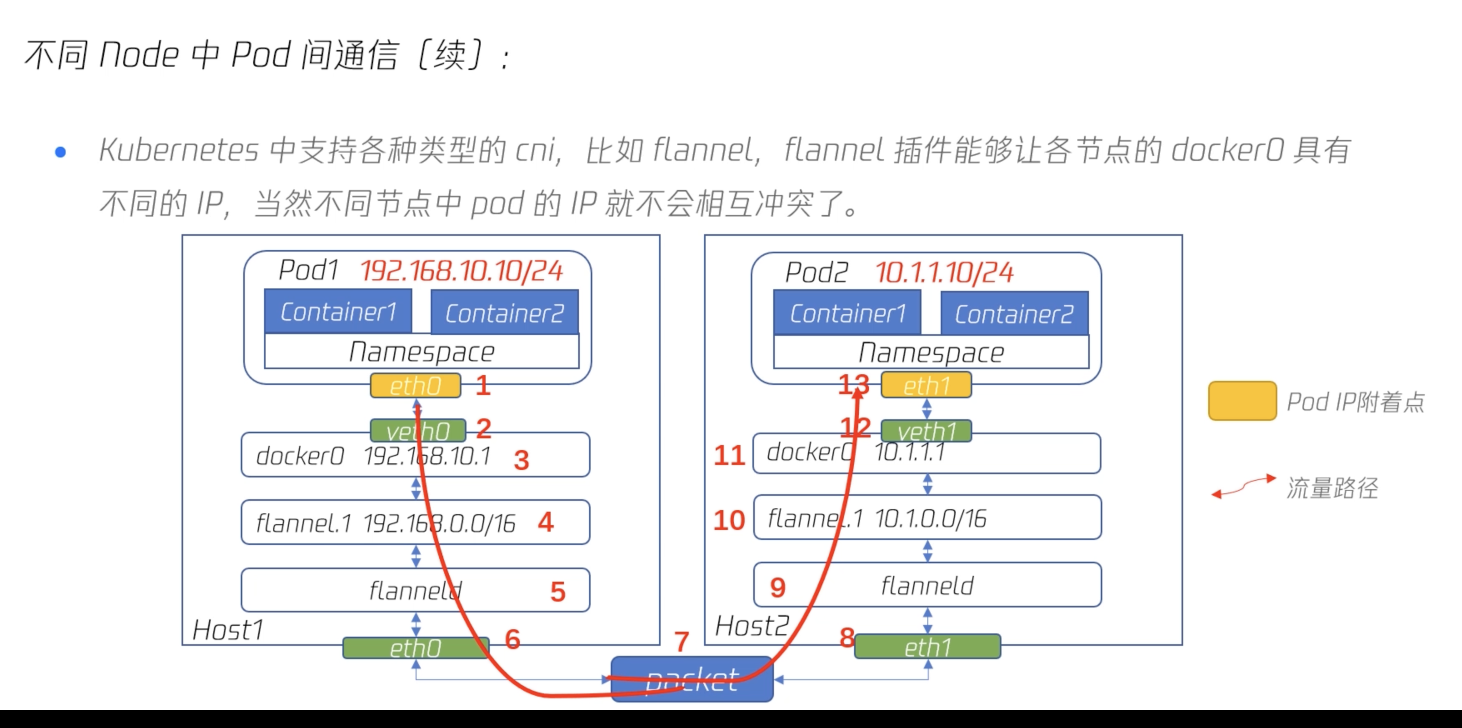 不同 Node 中 Pod 间通信（续）:
Kubernetes 中支持各种类型的 cni，比如 flannel，flannel 插件能够让各节点的 docker0 具有
不同的 IP，当然不同节点中 pod 的 IP 就不会相互冲突了。
Pod1 192.168.10.10/24
Container1 Container2
Namespace
eth0 1
veth0 2
docker0 192.168.10.1 3
flannel.1 192.168.0.0/16 4
flanneld 5
Host1
eth0 6
7
packet
Pod2 10.1.1.10/24
Container1 Container2
Namespace
13 eth1
12 veth1
11 docker0 10.1.1.1
10 flannel.1 10.1.0.0/16
9 flanneld
Host2
8 eth1
Pod IP附着点
流量路径